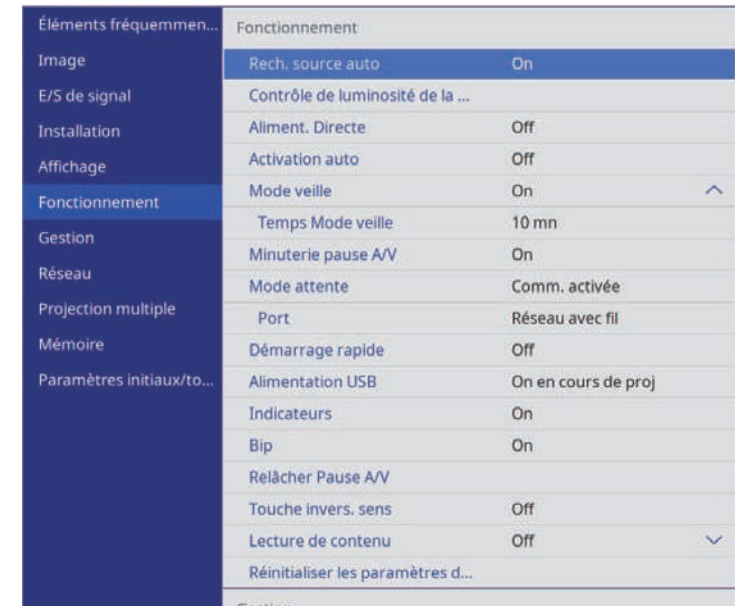 Éléments fréquemmen...
Image
E/S de signal
Installation
Affichage
Fonctionnement
Gestion
Réseau
Projection multiple
Mémoire
Paramètres initiaux/to...
Fonctionnement
Rech. source auto On
Contrôle de luminosité de la ...
Aliment. Directe Off
Activation auto Off
Mode veille On
Temps Mode veille 10 mn
Minuterie pause A/V On
Mode attente Comm. activée
Port Réseau avec fil
Démarrage rapide Off
Alimentation USB On en cours de proj
Indicateurs On
Bip On
Relâcher Pause A/V
Touche invers. sens Off
Lecture de contenu Off
Réinitialiser les paramètres d...